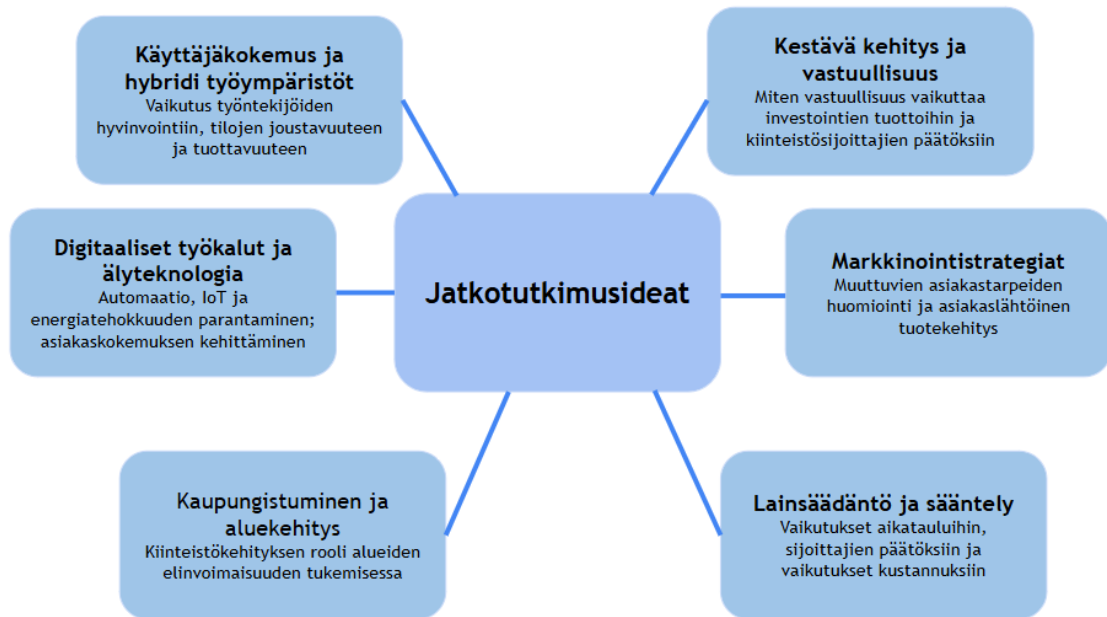 Käyttäjäkokemus ja
hybridi työympäristöt
Vaikutus työntekijöiden
hyvinvointiin, tilojen joustavuuteen
ja tuottavuuteen
Kestävä kehitys ja
vastuullisuus
Miten vastuullisuus vaikuttaa
investointien tuottoihin ja
kiinteistösijoittajien päätöksiin
Digitaaliset työkalut ja
älyteknologia
Automaatio, IoT ja
energiatehokkuuden parantaminen;
asiakaskokemuksen kehittäminen
Jatkotutkimusideat
Markkinointistrategiat
Muuttuvien asiakastarpeiden
huomiointi ja asiakaslähtöinen
tuotekehitys
Kaupungistuminen ja
aluekehitys
Kiinteistökehityksen rooli alueiden
elinvoimaisuuden tukemisessa
Lainsäädäntö ja sääntely
Vaikutukset aikatauluihin,
sijoittajien päätöksiin ja
vaikutukset kustannuksiin